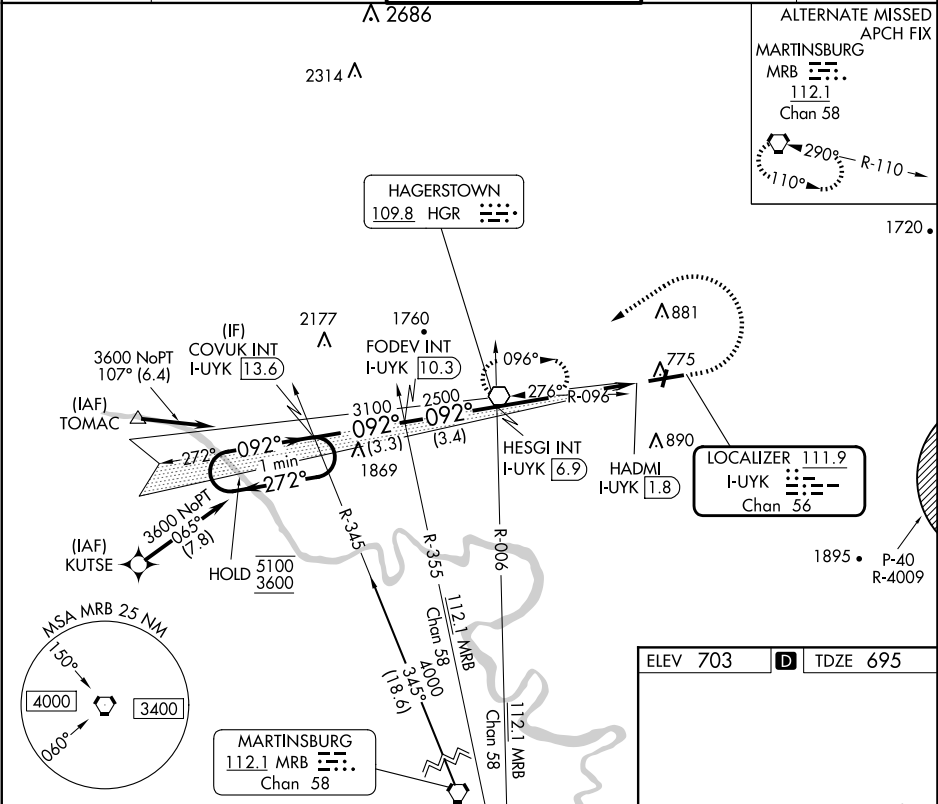 2686
2314
ALTERNATE MISSED
APCH FIX
MARTINSBURG
MRB
112.1
Chan 58
290°
R-110
110°
HAGERSTOWN
109.8 HGR
1720
881
775
2177
1760
(IF)
COVUK INT
I-UYK 13.6
FODEV INT
I-UYK 10.3
096°
276°
R-096
3600 NoPT
107° (6.4)
(IAF)
TOMAC
3100
2500
092°
092°
092°
(3.3)
(3.4)
272°
1 min
272°
1869
HESGI INT
I-UYK 6.9
HADMI
I-UYK 1.8
890
LOCALIZER 111.9
I-UYK
Chan 56
3600 NoPT
065°
(7.8)
(IAF)
KUTSE
HOLD 5100
3600
R-345
R-355
R-006
1895
P-40
R-4009
112.1 MRB
Chan 58
112.1 MRB
Chan 58
4000
345°
(18.6)
MSA MRB 25 NM
150°
4000
3400
060°
MARTINSBURG
112.1 MRB
Chan 58
ELEV 703 D TDZE 695